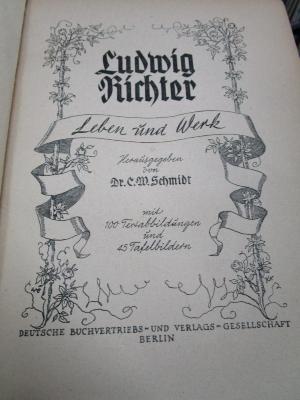 Ludwig
Richter
Leben und Werk
Herausgegeben
von
Dr. C. W. Schmidt
mit
100 Textabbildungen
und
45 Tafelbildern
DEUTSCHE BUCHVERTRIEBS- UND VERLAGS-GESELLSCHAFT
BERLIN